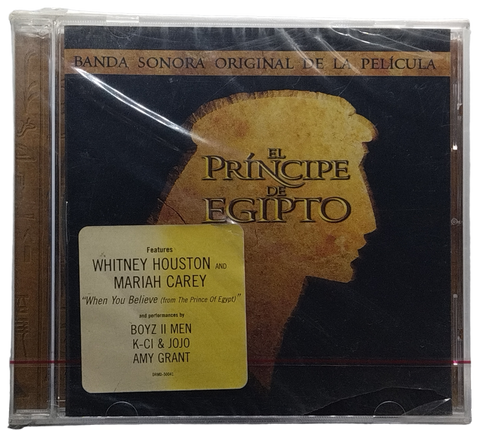 BANDA SONORA ORIGINAL DE LA PELÍCULA
EL
PRÍNCIPE
DE
EGIPTO
Features
WHITNEY HOUSTON AND
MARIAH CAREY
"When You Believe (from The Prince Of Egypt)"
and performances by
BOYZ II MEN
K-CI & JOJO
AMY GRANT